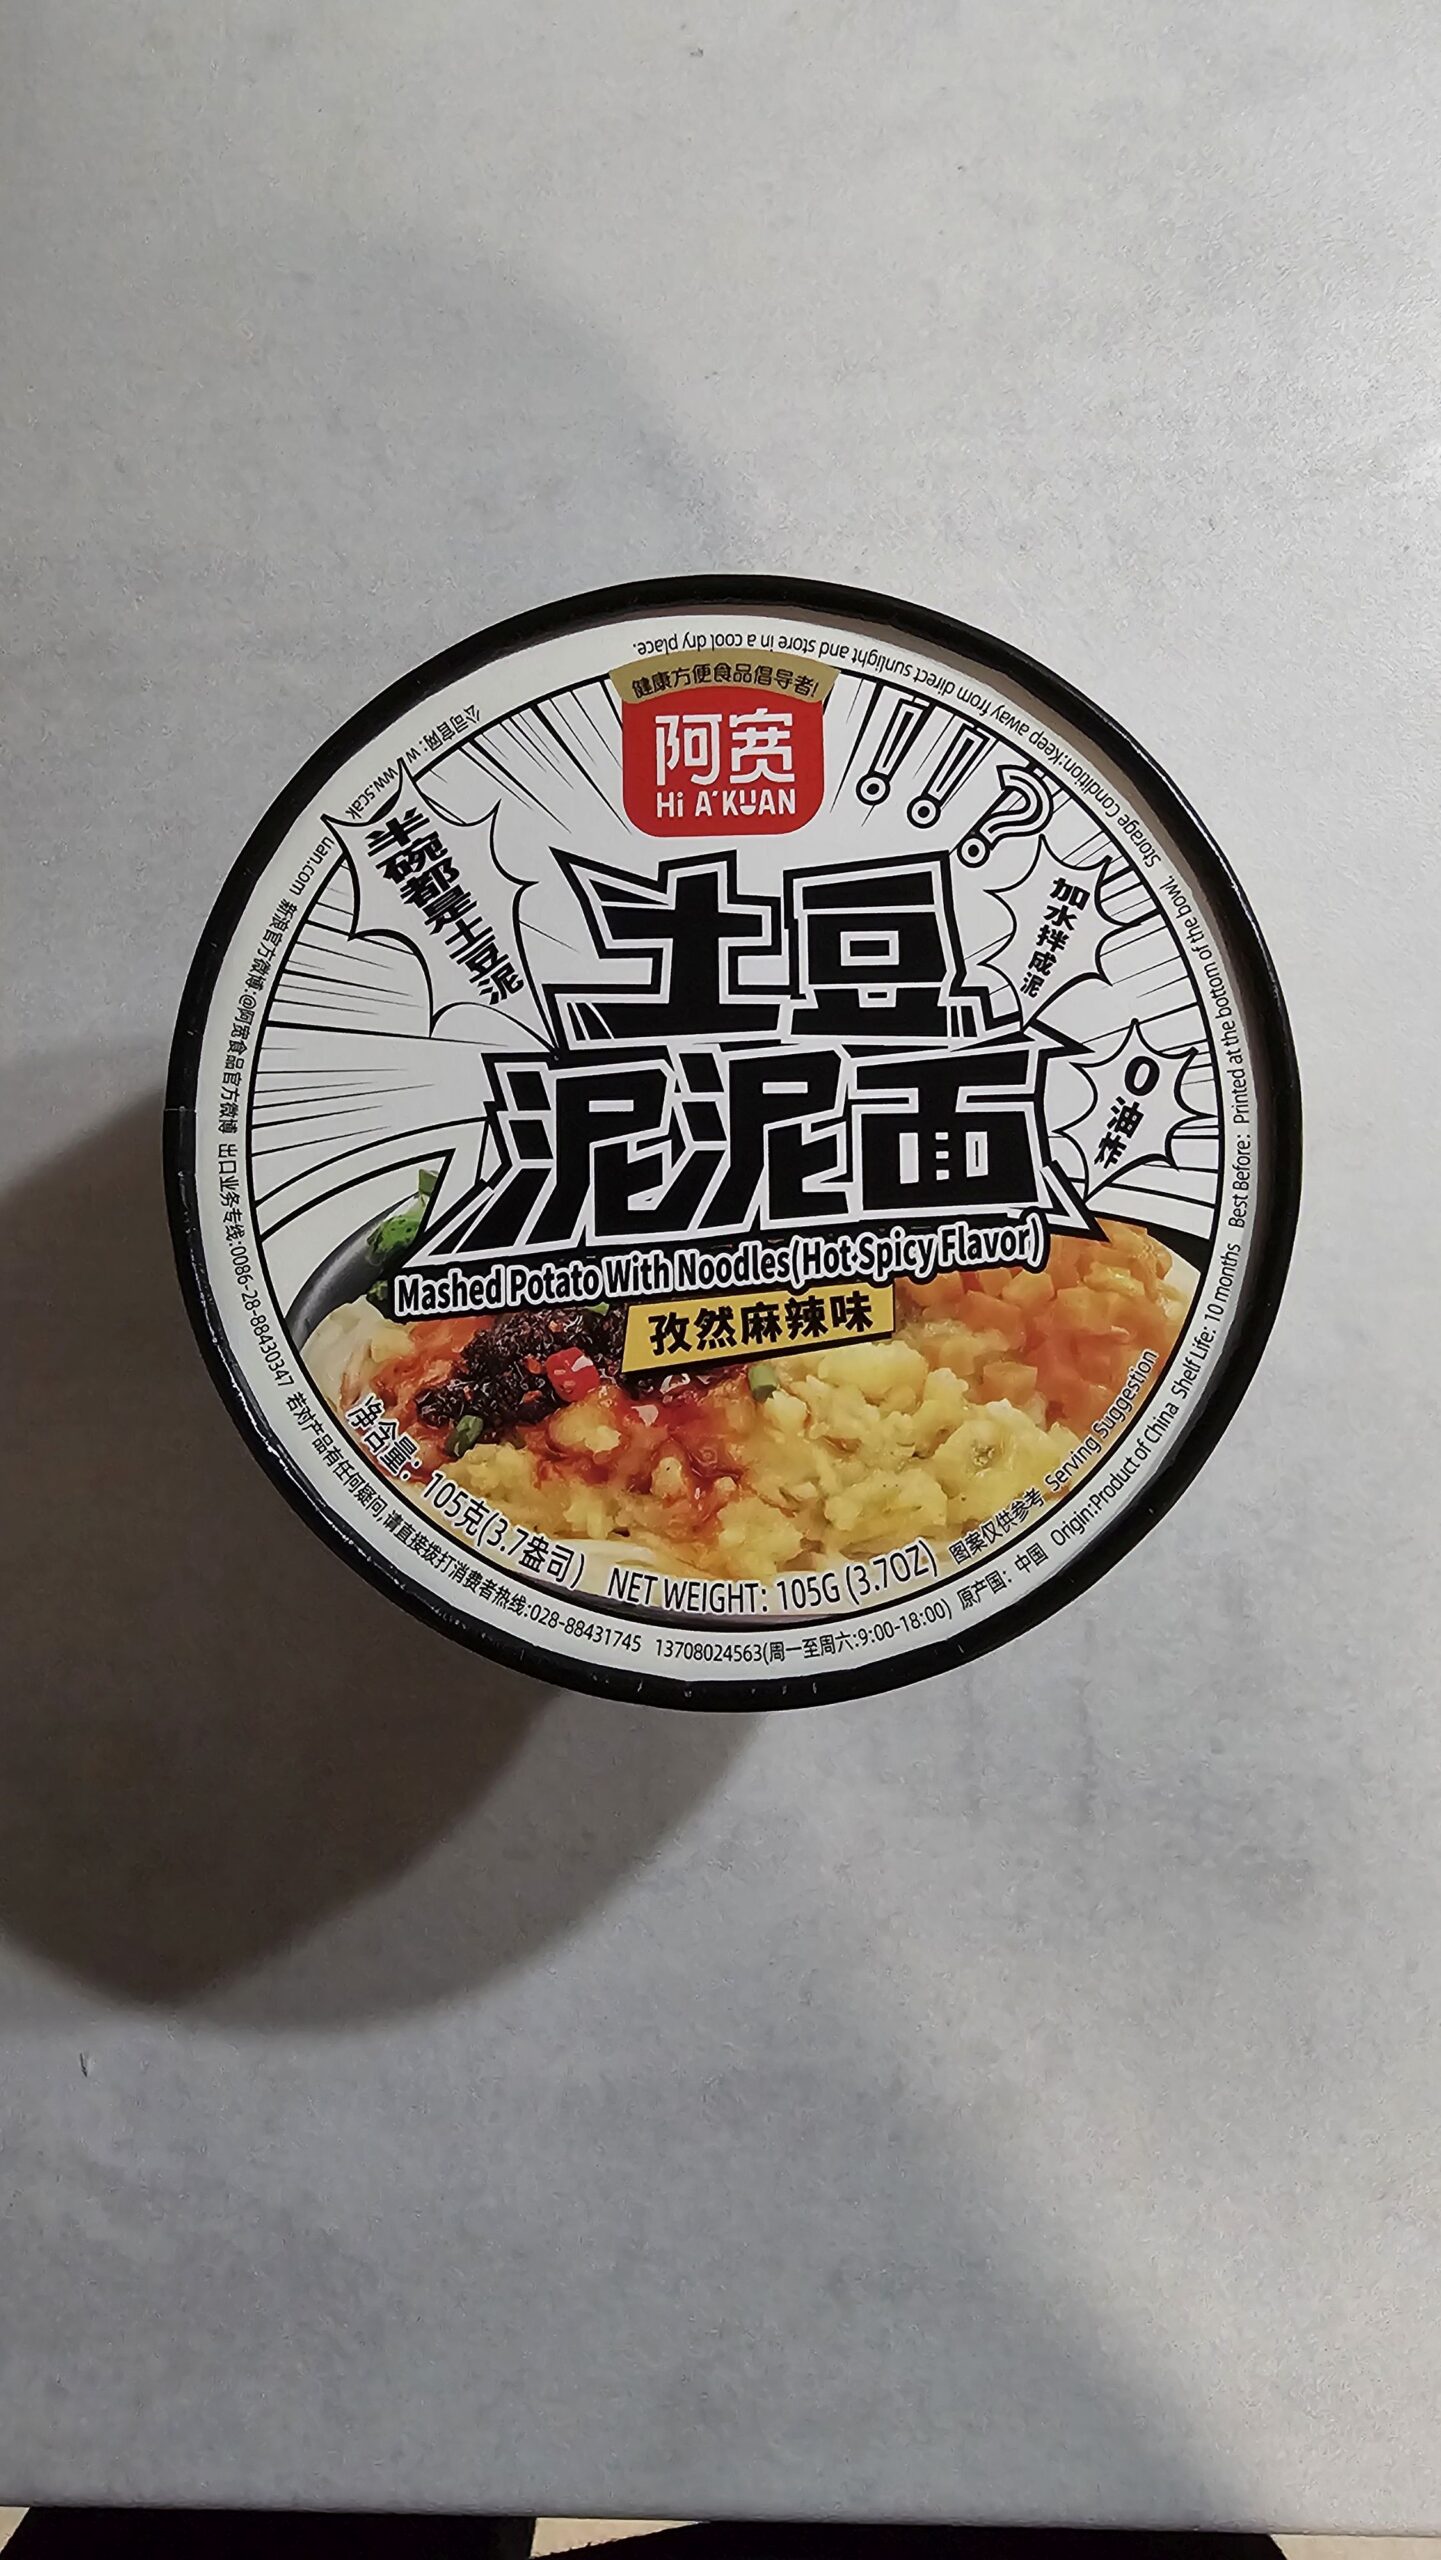 健康方便食品倡导者!
阿宽
Hi A'KUAN
土豆
泥泥面
Mashed Potato With Noodles(Hot-Spicy Flavor)
孜然麻辣味
半碗都是土豆泥
!!?
加水拌成泥
0油炸
净含量：105克(3.7盎司) NET WEIGHT: 105G (3.7OZ)
图案仅供参考 Serving Suggestion
公司官网: w www.scak uan.com 新浪官方微博:@阿宽食品官方微博 出口业务专线:0086-28-88430347 若对产品有任何疑问,请直接拨打消费者热线:028-88431745 13708024563(周一至周六:9:00-18:00) 原产国：中国 Origin:Product of China Shelf Life: 10 months Best Before: Printed at the bottom of the bowl.
Storage Condition:Keep away from direct sunlight and store in a cool dry place.